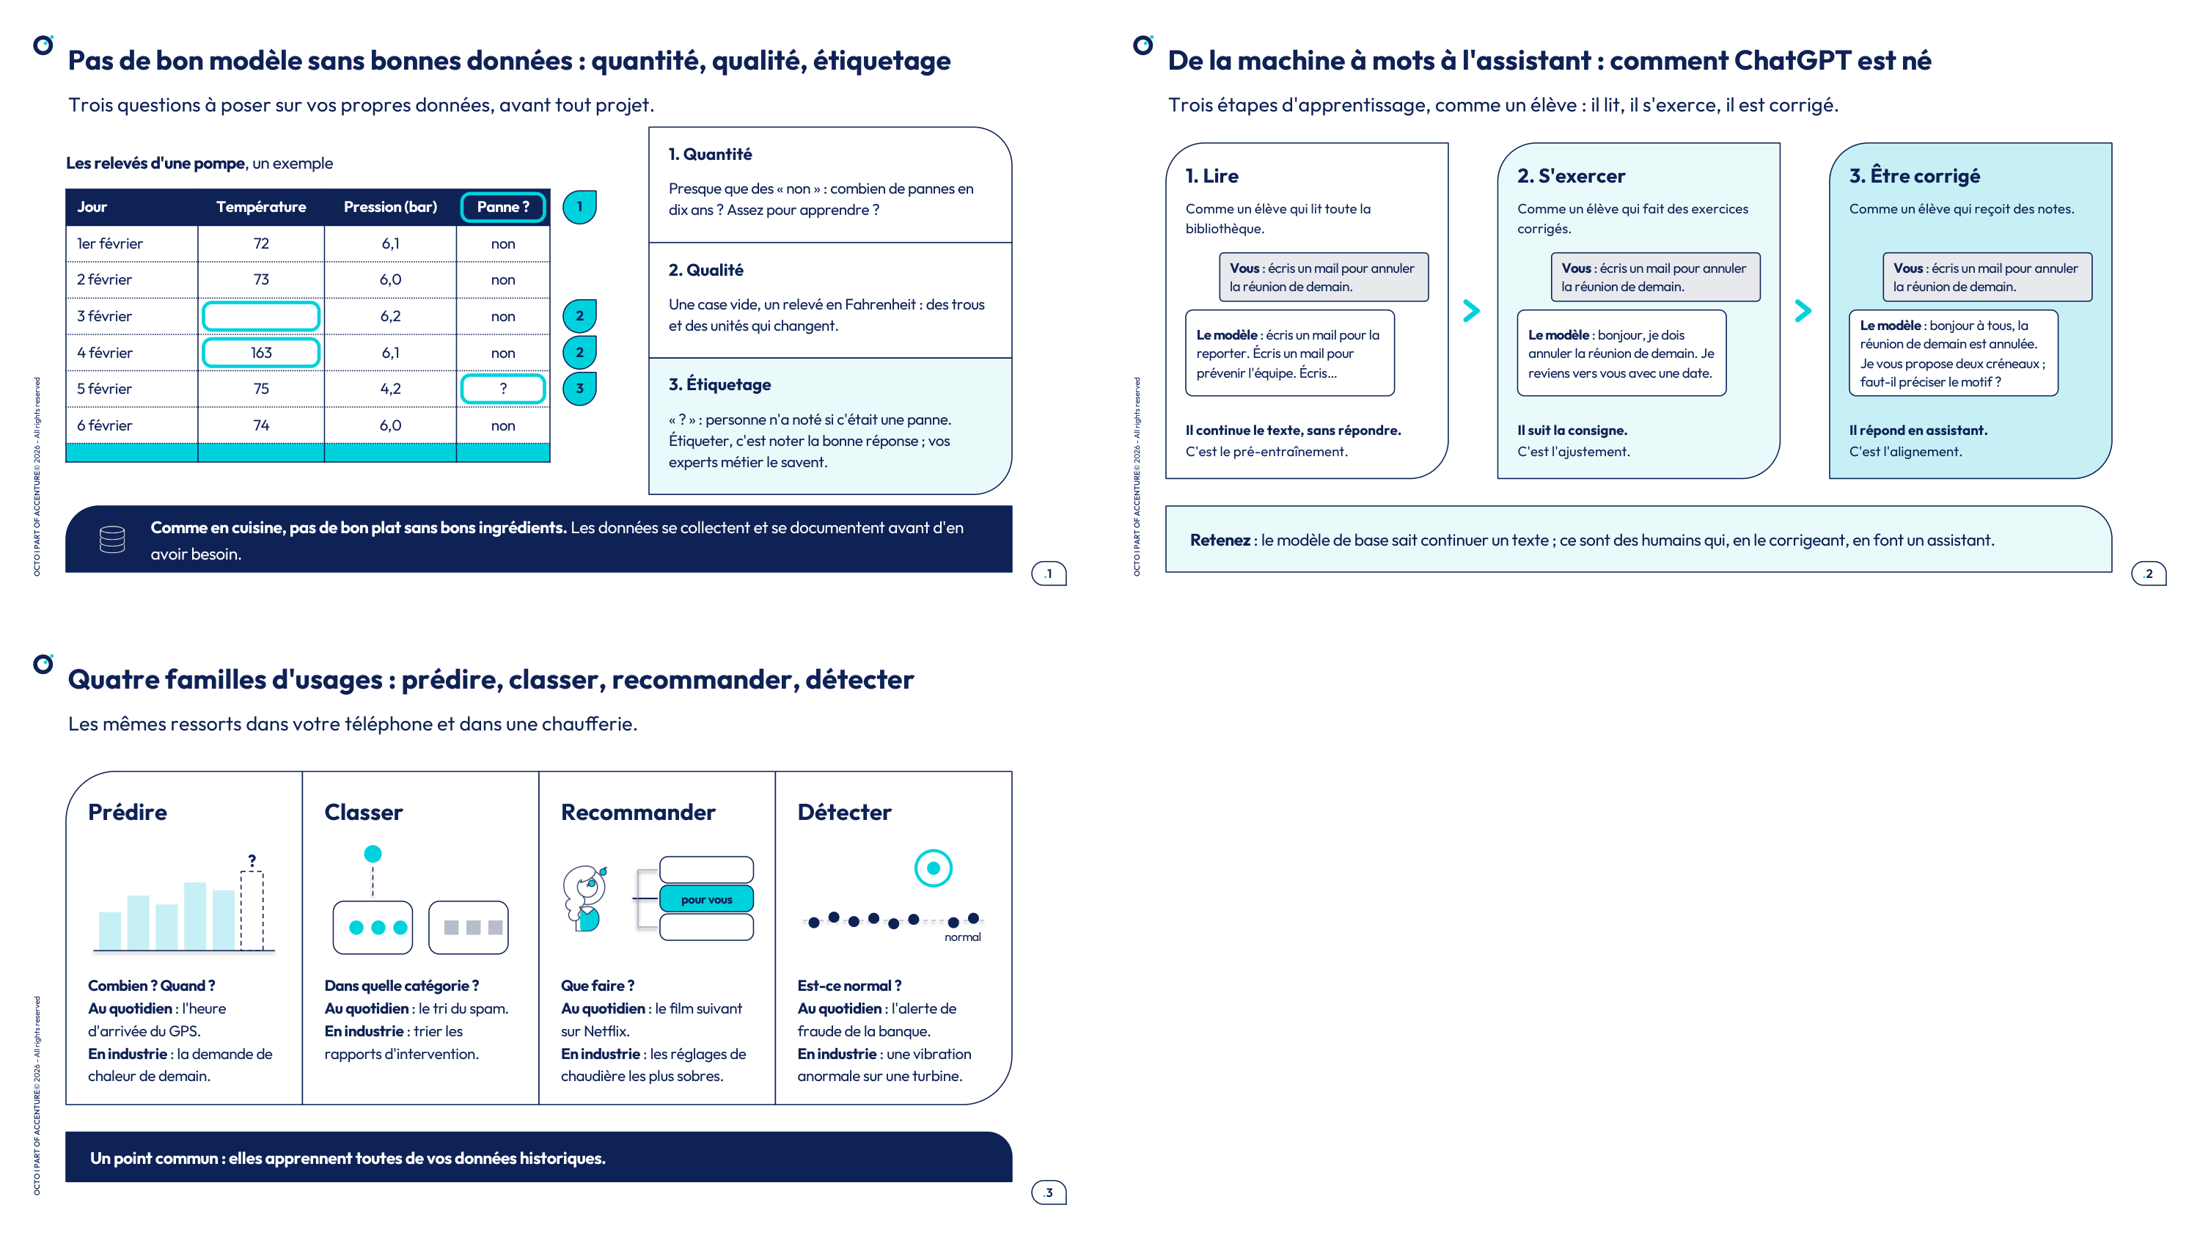 Pas de bon modèle sans bonnes données : quantité, qualité, étiquetage
Trois questions à poser sur vos propres données, avant tout projet.
Les relevés d'une pompe, un exemple
Jour Température Pression (bar) Panne ? 1
1er février 72 6,1 non
2 février 73 6,0 non
3 février 6,2 non 2
4 février 163 6,1 non 2
5 février 75 4,2 ? 3
6 février 74 6,0 non
1. Quantité
Presque que des « non » : combien de pannes en
dix ans ? Assez pour apprendre ?
2. Qualité
Une case vide, un relevé en Fahrenheit : des trous
et des unités qui changent.
3. Étiquetage
« ? » : personne n'a noté si c'était une panne.
Étiqueter, c'est noter la bonne réponse ; vos
experts métier le savent.
Comme en cuisine, pas de bon plat sans bons ingrédients. Les données se collectent et se documentent avant d'en
avoir besoin.
OCTO I PART OF ACCENTURE© 2026 - All rights reserved
.1
De la machine à mots à l'assistant : comment ChatGPT est né
Trois étapes d'apprentissage, comme un élève : il lit, il s'exerce, il est corrigé.
1. Lire
Comme un élève qui lit toute la
bibliothèque.
Vous : écris un mail pour annuler
la réunion de demain.
Le modèle : écris un mail pour la
reporter. Écris un mail pour
prévenir l'équipe. Écris...
Il continue le texte, sans répondre.
C'est le pré-entraînement.
2. S'exercer
Comme un élève qui fait des exercices
corrigés.
Vous : écris un mail pour annuler
la réunion de demain.
Le modèle : bonjour, je dois
annuler la réunion de demain. Je
reviens vers vous avec une date.
Il suit la consigne.
C'est l'ajustement.
3. Être corrigé
Comme un élève qui reçoit des notes.
Vous : écris un mail pour annuler
la réunion de demain.
Le modèle : bonjour à tous, la
réunion de demain est annulée.
Je vous propose deux créneaux ;
faut-il préciser le motif ?
Il répond en assistant.
C'est l'alignement.
Retenez : le modèle de base sait continuer un texte ; ce sont des humains qui, en le corrigeant, en font un assistant.
OCTO I PART OF ACCENTURE© 2026 - All rights reserved
.2
Quatre familles d'usages : prédire, classer, recommander, détecter
Les mêmes ressorts dans votre téléphone et dans une chaufferie.
Prédire
?
Combien ? Quand ?
Au quotidien : l'heure
d'arrivée du GPS.
En industrie : la demande de
chaleur de demain.
Classer
Dans quelle catégorie ?
Au quotidien : le tri du spam.
En industrie : trier les
rapports d'intervention.
Recommander
pour vous
Que faire ?
Au quotidien : le film suivant
sur Netflix.
En industrie : les réglages de
chaudière les plus sobres.
Détecter
normal
Est-ce normal ?
Au quotidien : l'alerte de
fraude de la banque.
En industrie : une vibration
anormale sur une turbine.
Un point commun : elles apprennent toutes de vos données historiques.
OCTO I PART OF ACCENTURE© 2026 - All rights reserved
.3